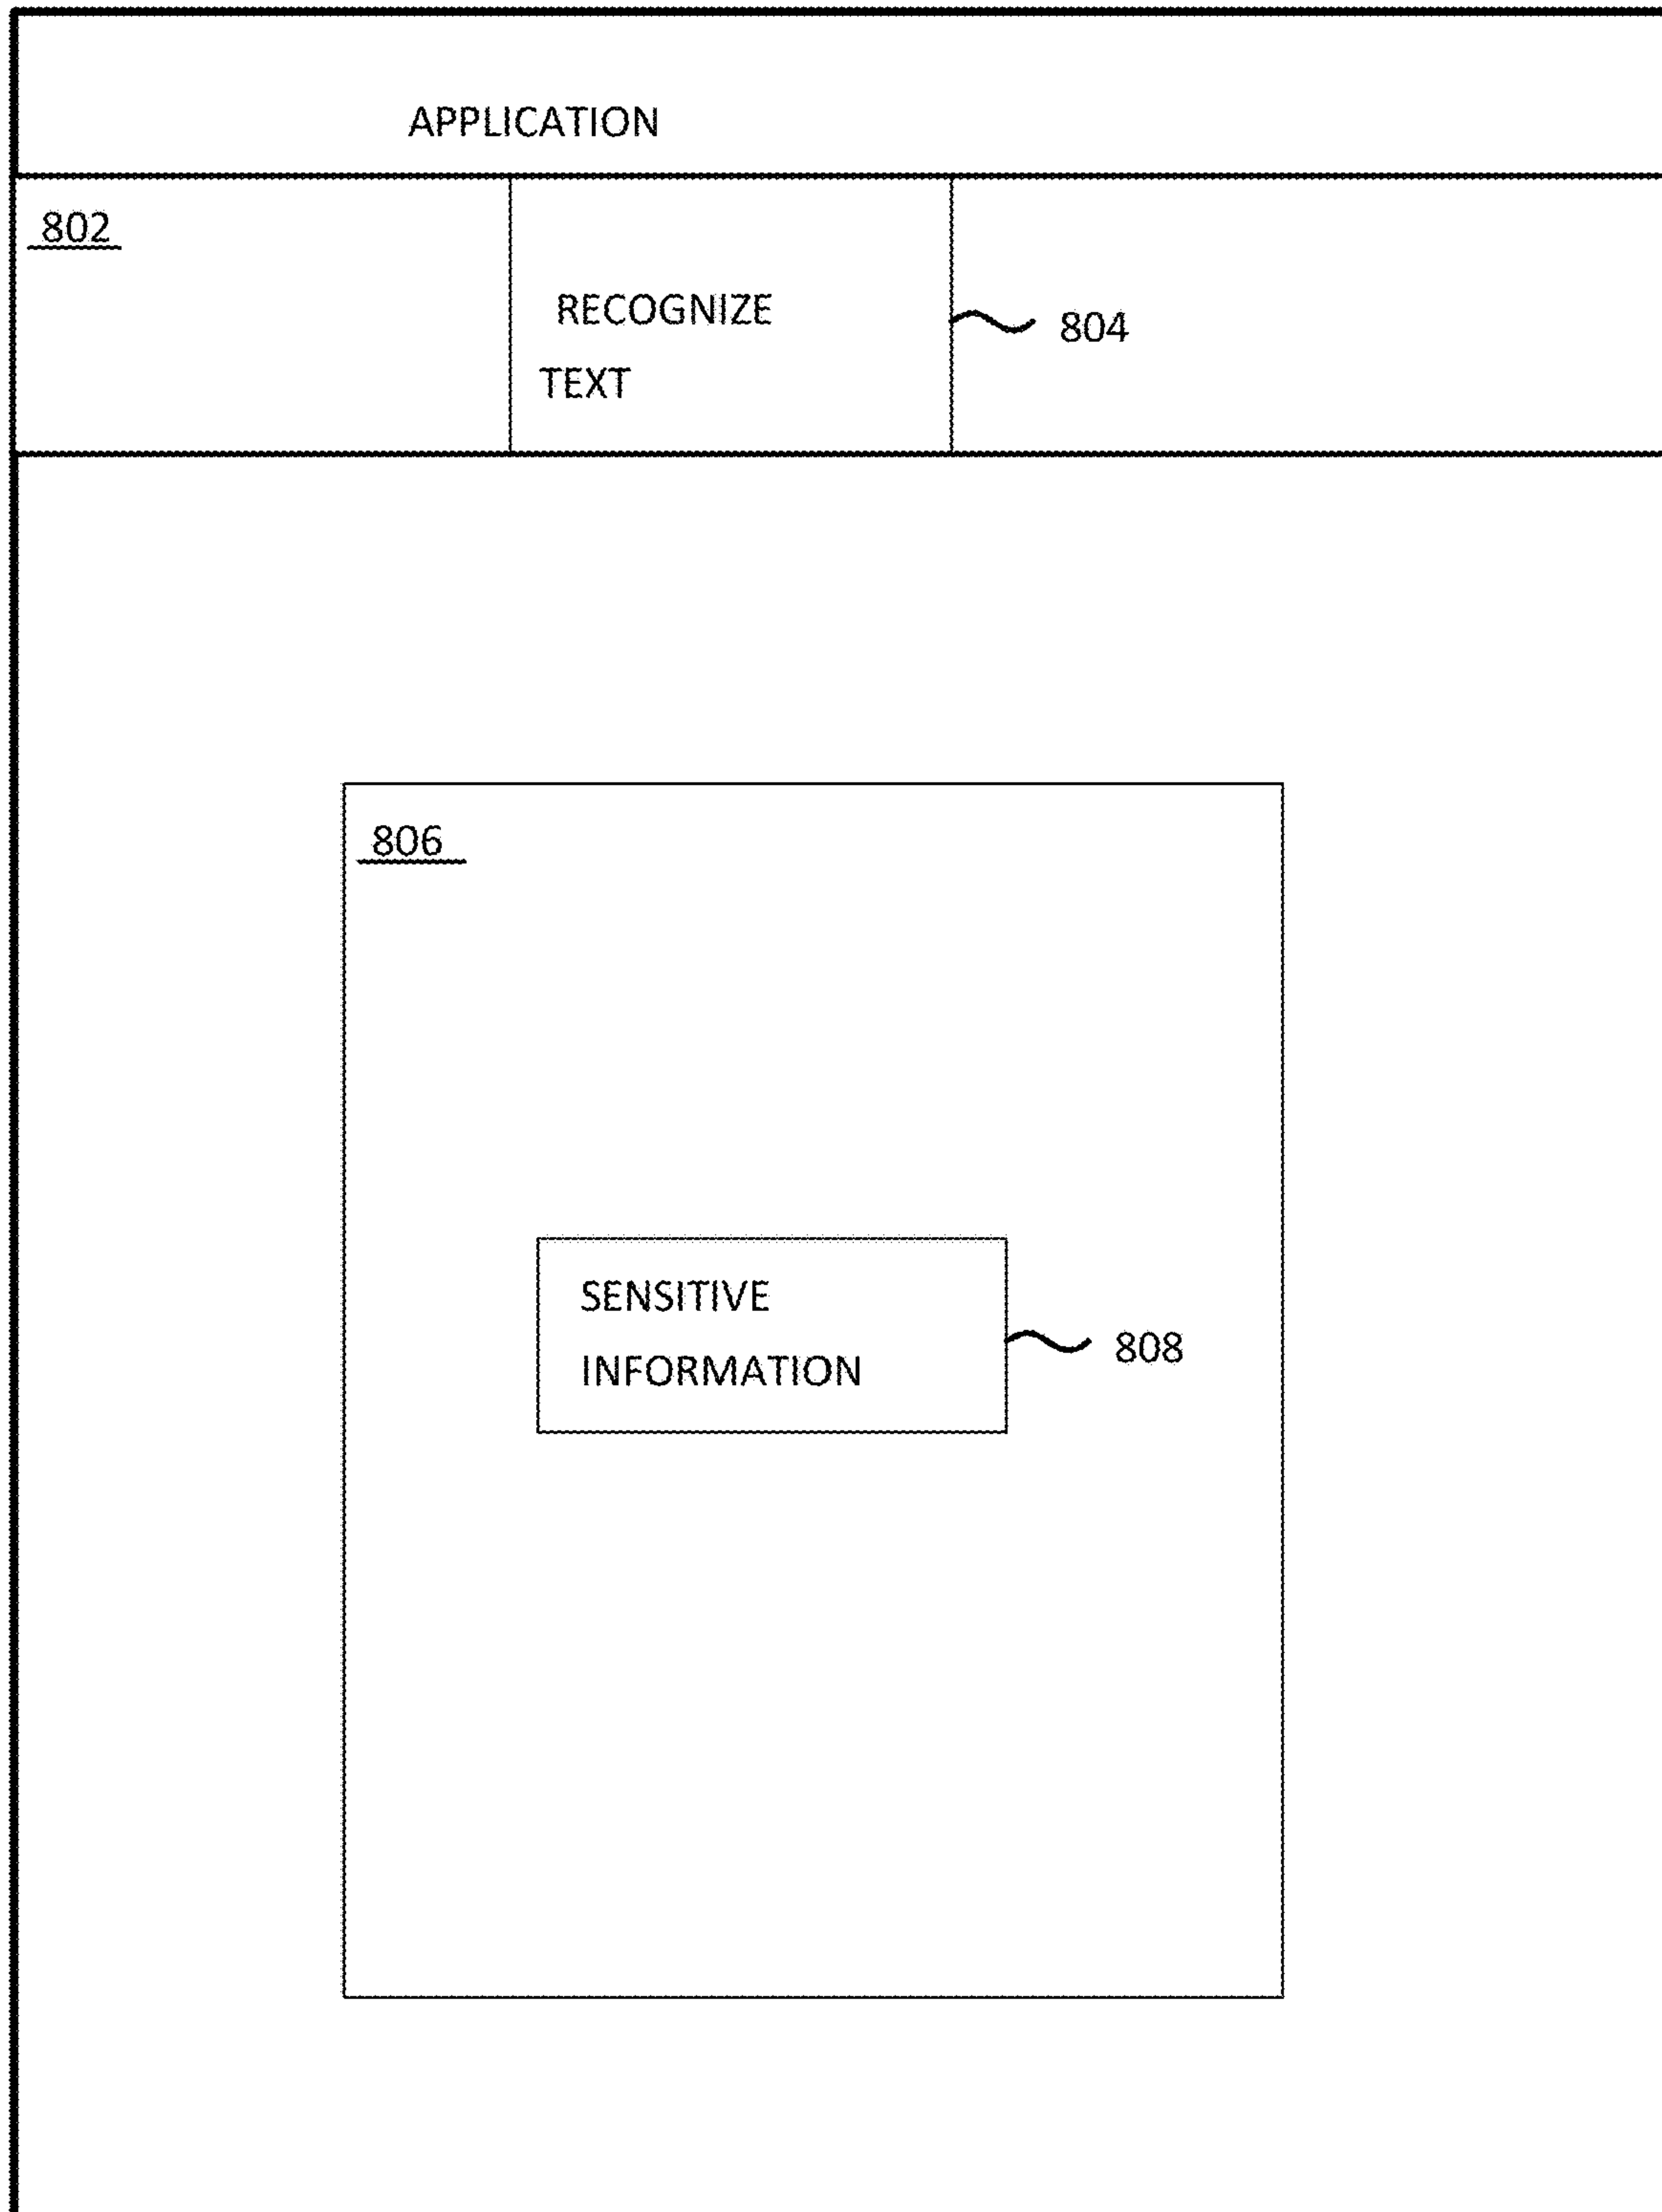 APPLICATION
802
RECOGNIZE
TEXT
804
806
SENSITIVE
INFORMATION
808